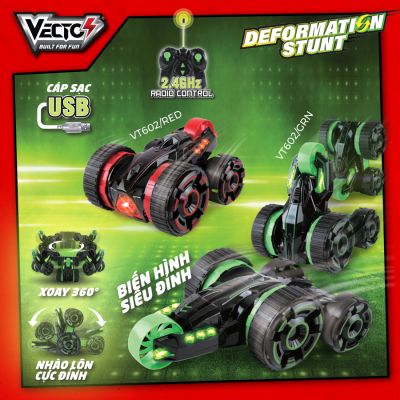 VECTO
BUILT FOR FUN
DEFORMATION
STUNT
2.4GHz
RADIO CONTROL
CÁP SẠC
USB
VT602/RED
VT602/GRN
BIẾN HÌNH
SIÊU ĐỈNH
XOAY 360°
NHÀO LỘN
CỰC ĐỈNH